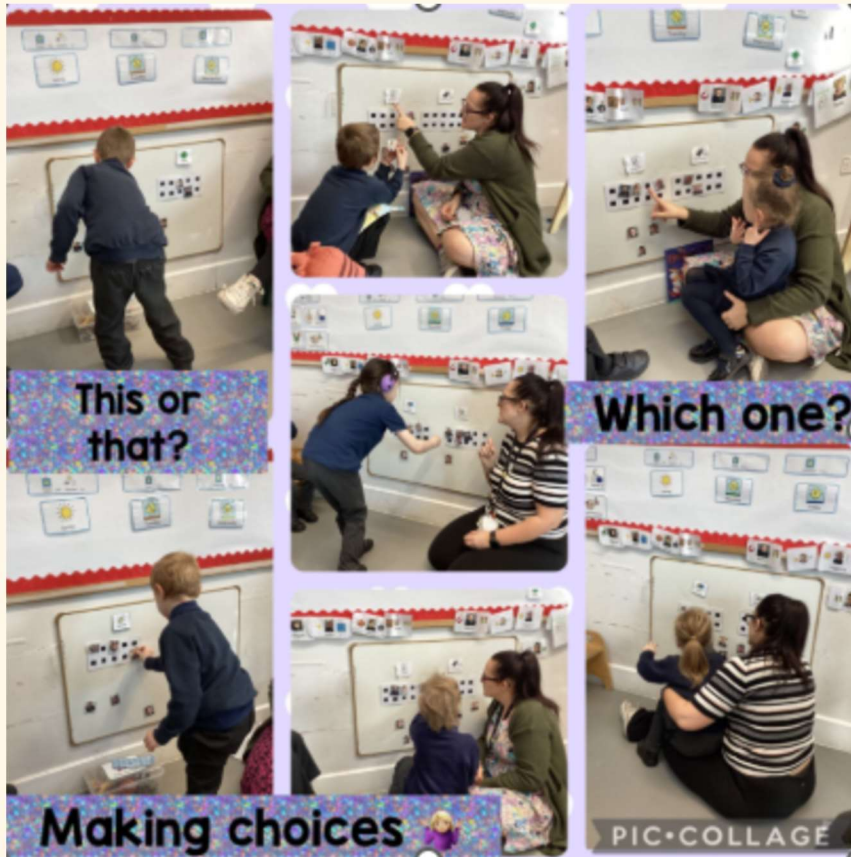 This or
that?
Which one?
Making choices 🤷🏼‍♀️
PIC•COLLAGE